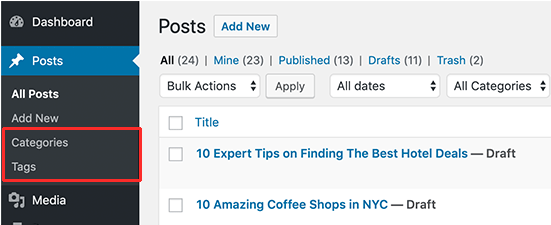 Dashboard
Posts
All Posts
Add New
Categories
Tags
Media
Posts Add New
All (24) | Mine (23) | Published (13) | Drafts (11) | Trash (2)
Bulk Actions Apply All dates All Categories
Title
10 Expert Tips on Finding The Best Hotel Deals — Draft
10 Amazing Coffee Shops in NYC — Draft